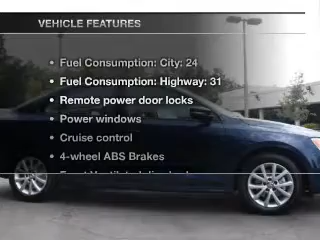 VEHICLE FEATURES
• Fuel Consumption: City: 24
• Fuel Consumption: Highway: 31
• Remote power door locks
• Power windows
• Cruise control
• 4-wheel ABS Brakes